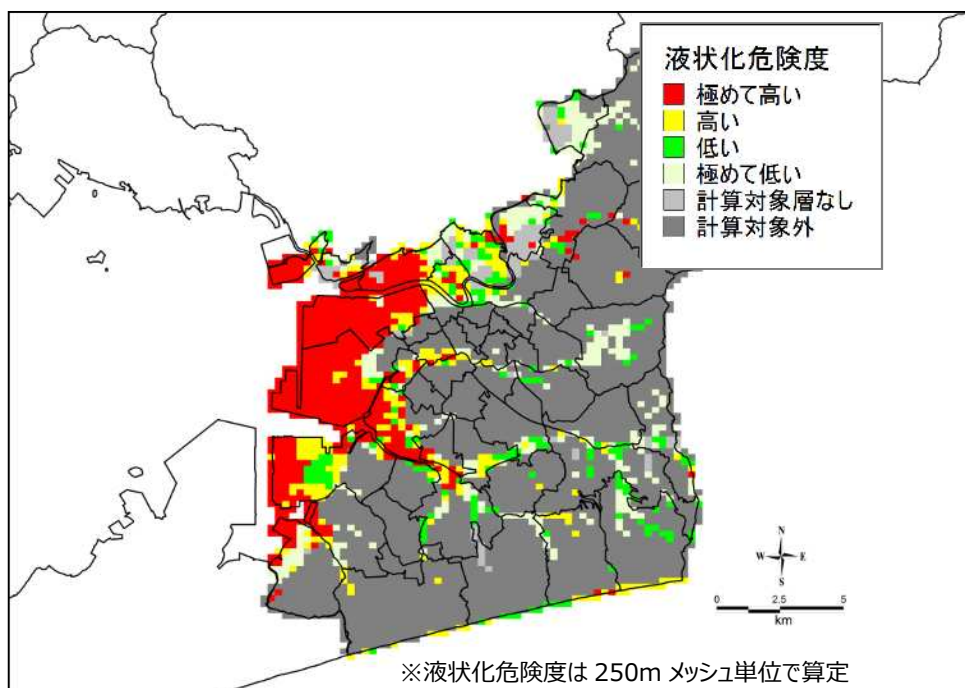 液状化危険度
極めて高い
高い
低い
極めて低い
計算対象層なし
計算対象外
N
W E
S
0 2.5 5
km
※液状化危険度は 250m メッシュ単位で算定